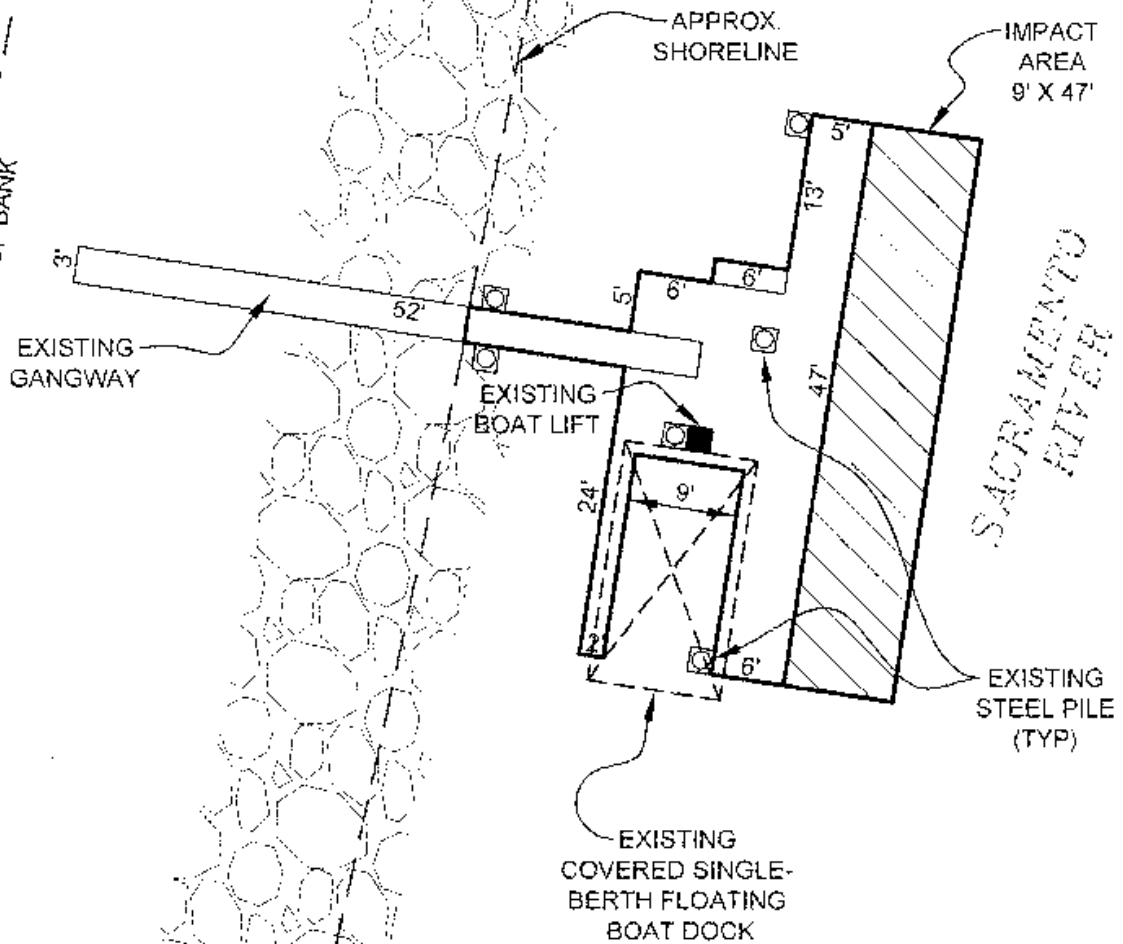 APPROX.
SHORELINE
IMPACT
AREA
9' X 47'
BANK
5'
13'
3'
52'
5'
6'
6'
EXISTING
GANGWAY
47'
SACRAMENTO
RIVER
EXISTING
BOAT LIFT
24'
9'
2'
6'
EXISTING
STEEL PILE
(TYP)
EXISTING
COVERED SINGLE-
BERTH FLOATING
BOAT DOCK